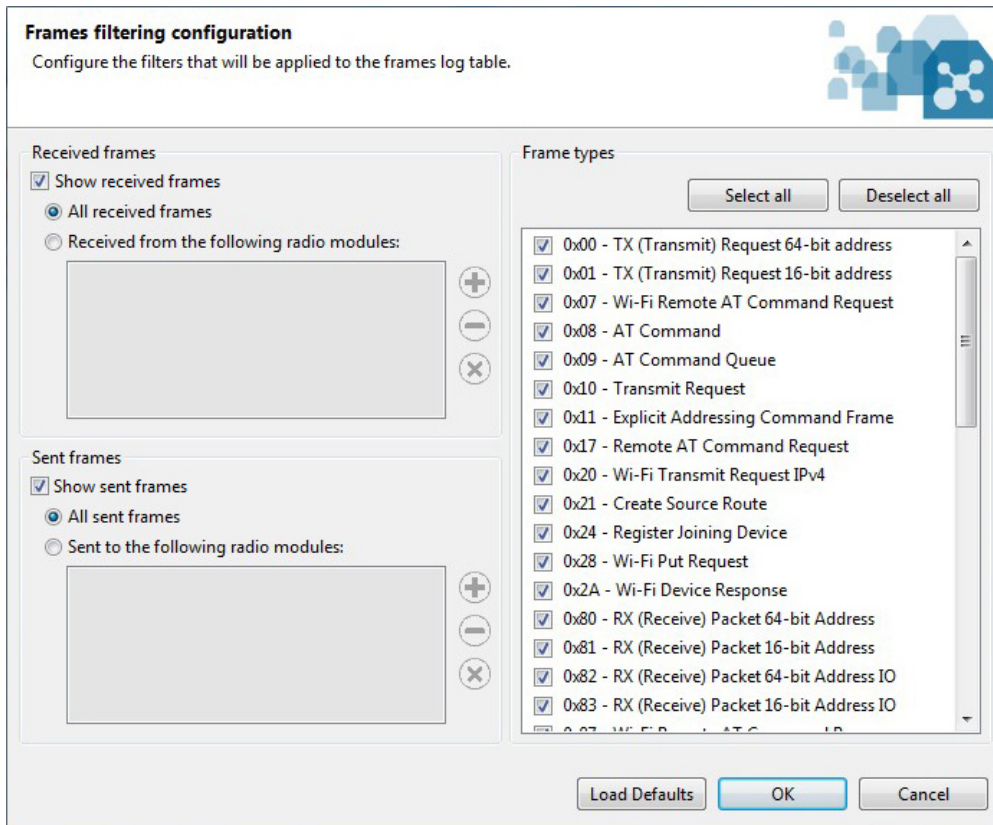 Frames filtering configuration
Configure the filters that will be applied to the frames log table.
Received frames
Show received frames
All received frames
Received from the following radio modules:
Sent frames
Show sent frames
All sent frames
Sent to the following radio modules:
Frame types
Select all
Deselect all
0x00 - TX (Transmit) Request 64-bit address
0x01 - TX (Transmit) Request 16-bit address
0x07 - Wi-Fi Remote AT Command Request
0x08 - AT Command
0x09 - AT Command Queue
0x10 - Transmit Request
0x11 - Explicit Addressing Command Frame
0x17 - Remote AT Command Request
0x20 - Wi-Fi Transmit Request IPv4
0x21 - Create Source Route
0x24 - Register Joining Device
0x28 - Wi-Fi Put Request
0x2A - Wi-Fi Device Response
0x80 - RX (Receive) Packet 64-bit Address
0x81 - RX (Receive) Packet 16-bit Address
0x82 - RX (Receive) Packet 64-bit Address IO
0x83 - RX (Receive) Packet 16-bit Address IO
Load Defaults
OK
Cancel